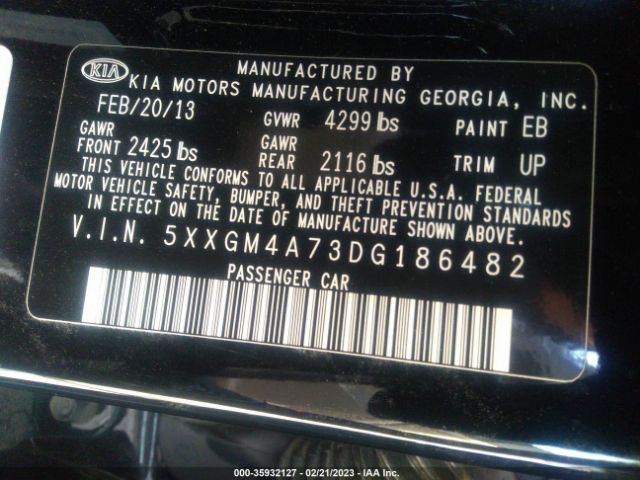 KIA
MANUFACTURED BY
KIA MOTORS MANUFACTURING GEORGIA, INC.
FEB/20/13 GVWR 4299 lbs PAINT EB
GAWR FRONT 2425 lbs GAWR REAR 2116 lbs TRIM UP
THIS VEHICLE CONFORMS TO ALL APPLICABLE U.S.A. FEDERAL
MOTOR VEHICLE SAFETY, BUMPER, AND THEFT PREVENTION STANDARDS
IN EFFECT ON THE DATE OF MANUFACTURE SHOWN ABOVE.
V.I.N. 5XXGM4A73DG186482
PASSENGER CAR
000-35932127 - 02/21/2023 - IAA Inc.